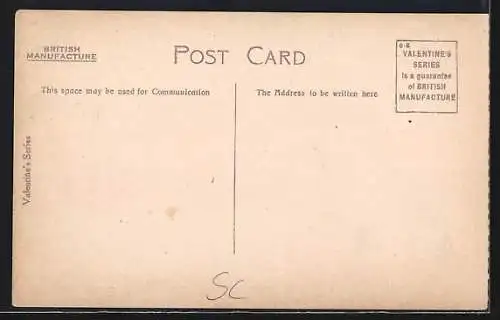 BRITISH
MANUFACTURE
POST CARD
VALENTINE'S
SERIES
is a guarantee
of BRITISH
MANUFACTURE
This space may be used for Communication
The Address to be written here
Valentine's Series
SC